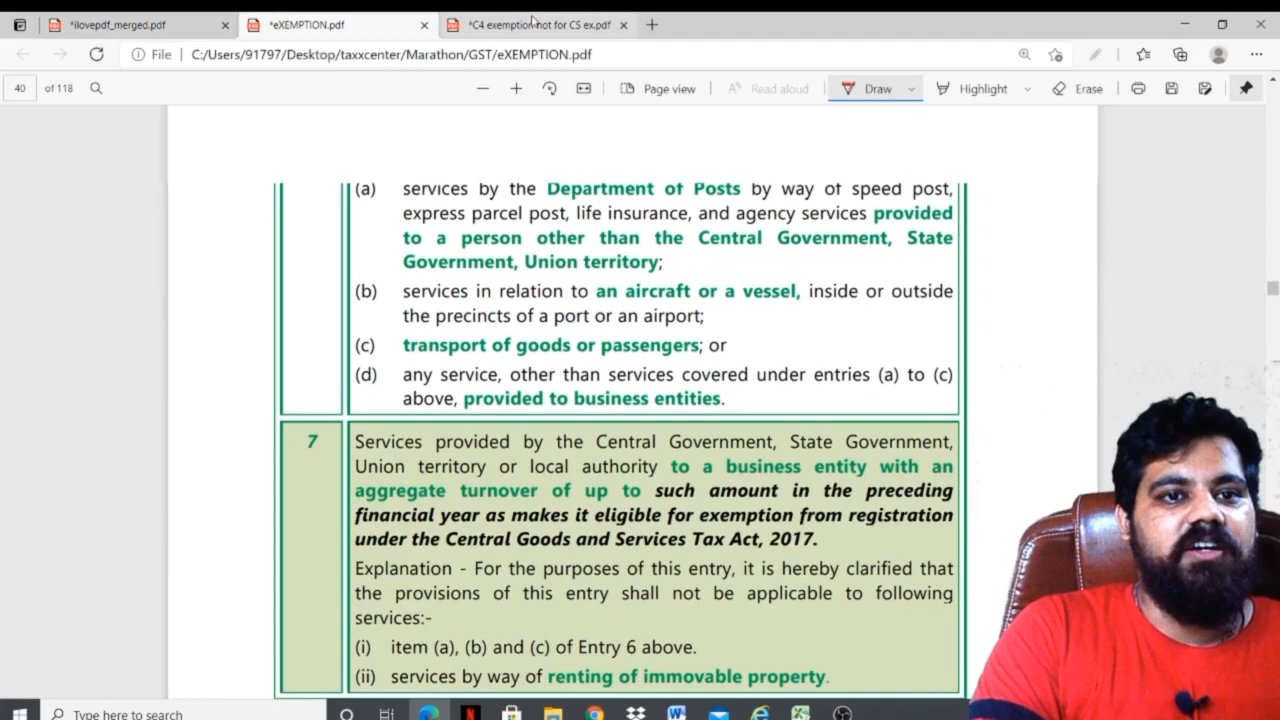 *ilovepdf_merged.pdf
*eXEMPTION.pdf
*C4 exemption not for CS ex.pdf
File
C:/Users/91797/Desktop/taxxcenter/Marathon/GST/eXEMPTION.pdf
40 of 118
Page view
Read aloud
Draw
Highlight
Erase
(a) services by the Department of Posts by way of speed post,
express parcel post, life insurance, and agency services provided
to a person other than the Central Government, State
Government, Union territory;
(b) services in relation to an aircraft or a vessel, inside or outside
the precincts of a port or an airport;
(c) transport of goods or passengers; or
(d) any service, other than services covered under entries (a) to (c)
above, provided to business entities.
7 Services provided by the Central Government, State Government,
Union territory or local authority to a business entity with an
aggregate turnover of up to such amount in the preceding
financial year as makes it eligible for exemption from registration
under the Central Goods and Services Tax Act, 2017.
Explanation - For the purposes of this entry, it is hereby clarified that
the provisions of this entry shall not be applicable to following
services:-
(i) item (a), (b) and (c) of Entry 6 above.
(ii) services by way of renting of immovable property.
Type here to search